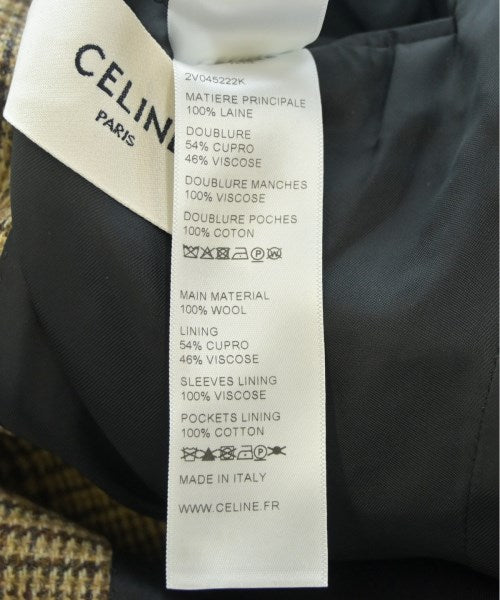 CELINE
PARIS
2V045222K
MATIERE PRINCIPALE
100% LAINE
DOUBLURE
54% CUPRO
46% VISCOSE
DOUBLURE MANCHES
100% VISCOSE
DOUBLURE POCHES
100% COTON
MAIN MATERIAL
100% WOOL
LINING
54% CUPRO
46% VISCOSE
SLEEVES LINING
100% VISCOSE
POCKETS LINING
100% COTTON
MADE IN ITALY
WWW.CELINE.FR